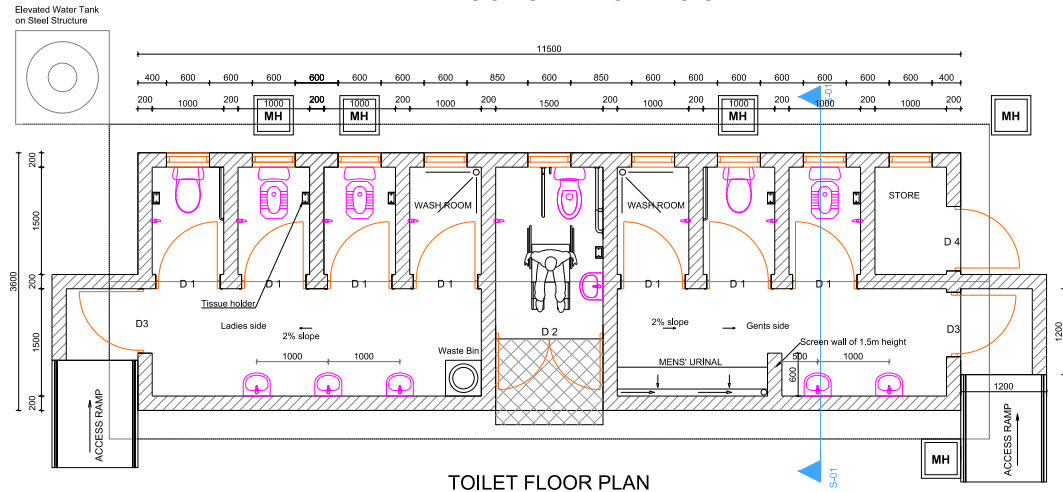 Elevated Water Tank
on Steel Structure
11500
400 600 600 600 600 600 600 600 600 600 850 600 850 600 600 600 600 600 600 400
200 1000 200 1000 200 1000 200 1000 200 1500 200 1000 200 1000 200 1000 200 1000 200
MH MH MH MH
200
1500
200
1500
200
3600
WASH ROOM
WASH ROOM
STORE
D 4
D 1 D 1 D 1 D 1 D 1 D 1 D 1
Tissue holder
D3
Ladies side
2% slope
D 2
2% slope
Gents side
D3
Screen wall of 1.5m height
1200
1000 1000
Waste Bin
MENS' URINAL
600
500 1000
1200
ACCESS RAMP
ACCESS RAMP
MH
S-01
TOILET FLOOR PLAN